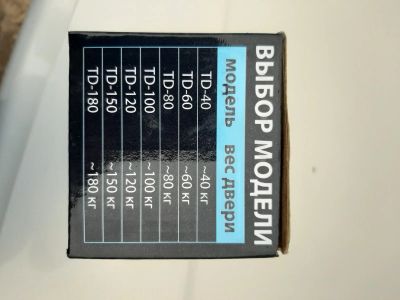 ВЫБОР МОДЕЛИ
модель вес двери
TD-40 ~40 кг
TD-60 ~60 кг
TD-80 ~80 кг
TD-100 ~100 кг
TD-120 ~120 кг
TD-150 ~150 кг
TD-180 ~180 кг